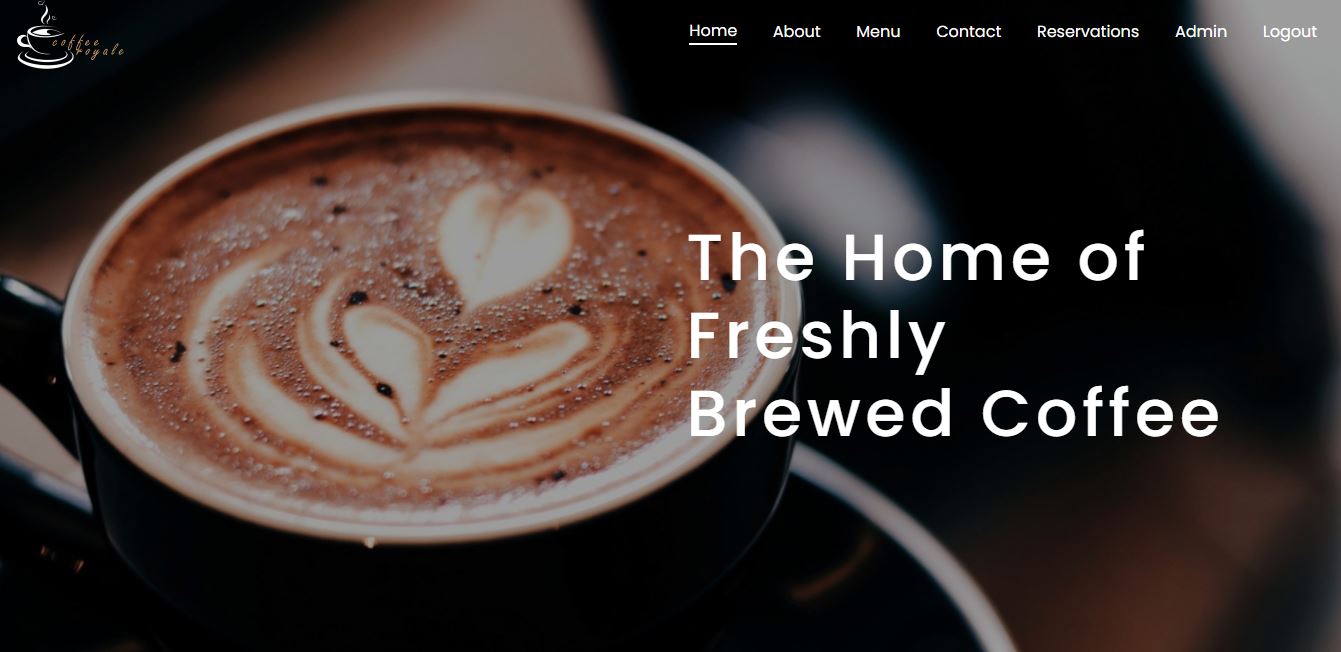 coffee
royale
Home About Menu Contact Reservations Admin Logout
The Home of
Freshly
Brewed Coffee